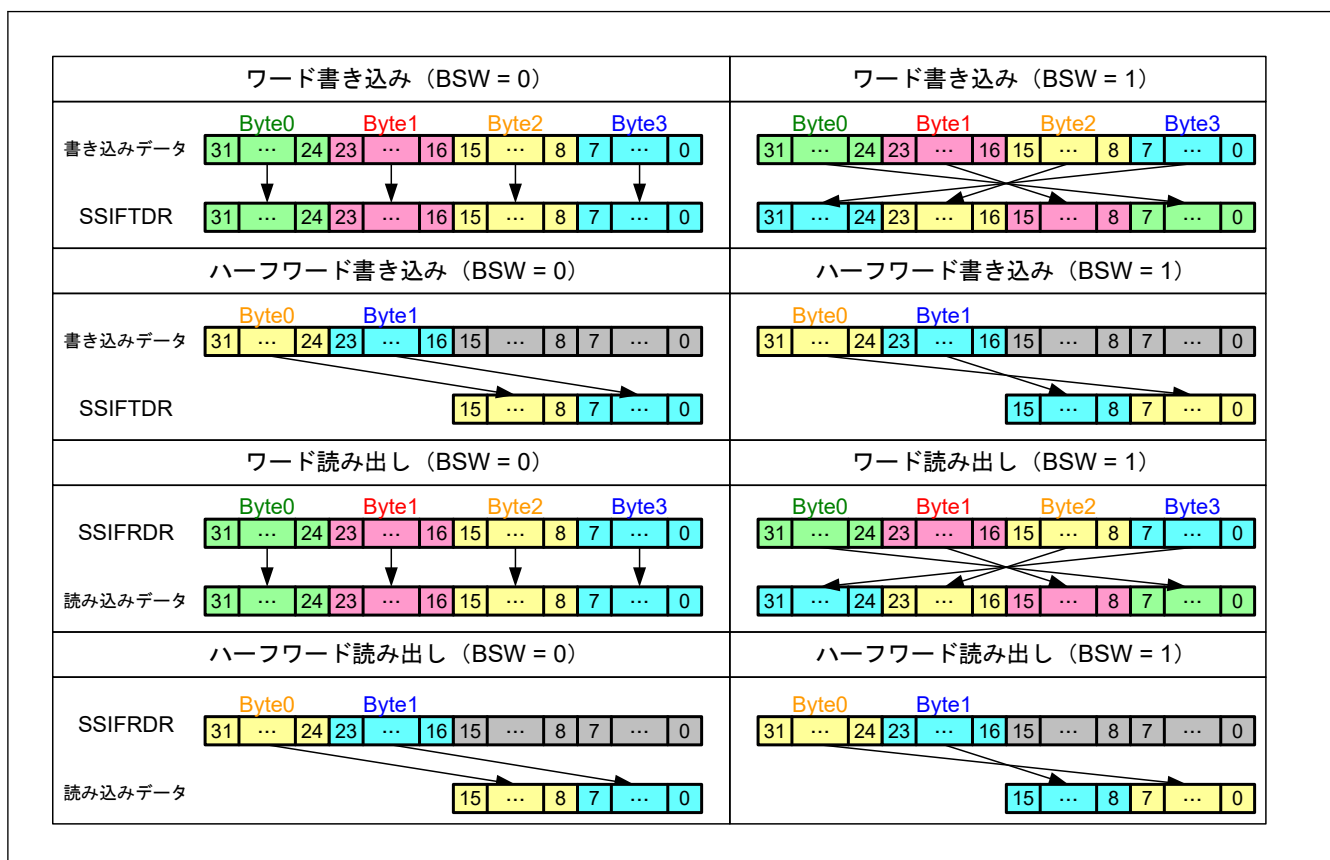 ワード書き込み（BSW = 0） ワード書き込み（BSW = 1）
Byte0 Byte1 Byte2 Byte3 Byte0 Byte1 Byte2 Byte3
書き込みデータ 31 … 24 23 … 16 15 … 8 7 … 0 31 … 24 23 … 16 15 … 8 7 … 0
SSIFTDR 31 … 24 23 … 16 15 … 8 7 … 0 31 … 24 23 … 16 15 … 8 7 … 0
ハーフワード書き込み（BSW = 0） ハーフワード書き込み（BSW = 1）
Byte0 Byte1 Byte0 Byte1
書き込みデータ 31 … 24 23 … 16 15 … 8 7 … 0 31 … 24 23 … 16 15 … 8 7 … 0
SSIFTDR 15 … 8 7 … 0 15 … 8 7 … 0
ワード読み出し（BSW = 0） ワード読み出し（BSW = 1）
Byte0 Byte1 Byte2 Byte3 Byte0 Byte1 Byte2 Byte3
SSIFRDR 31 … 24 23 … 16 15 … 8 7 … 0 31 … 24 23 … 16 15 … 8 7 … 0
読み込みデータ 31 … 24 23 … 16 15 … 8 7 … 0 31 … 24 23 … 16 15 … 8 7 … 0
ハーフワード読み出し（BSW = 0） ハーフワード読み出し（BSW = 1）
Byte0 Byte1 Byte0 Byte1
SSIFRDR 31 … 24 23 … 16 15 … 8 7 … 0 31 … 24 23 … 16 15 … 8 7 … 0
読み込みデータ 15 … 8 7 … 0 15 … 8 7 … 0